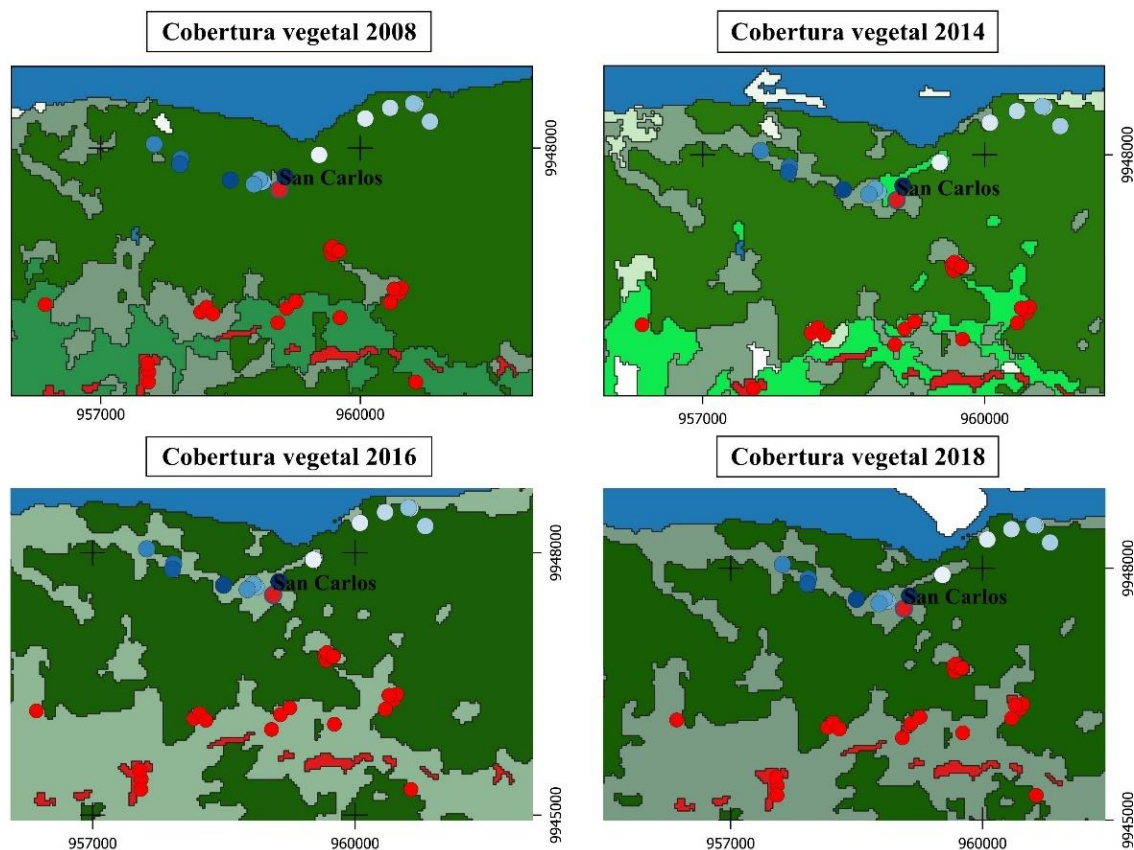 Cobertura vegetal 2008
Cobertura vegetal 2014
9948000
San Carlos
957000
960000
9948000
San Carlos
957000
960000
Cobertura vegetal 2016
Cobertura vegetal 2018
9948000
San Carlos
9945000
957000
960000
9948000
San Carlos
9945000
957000
960000